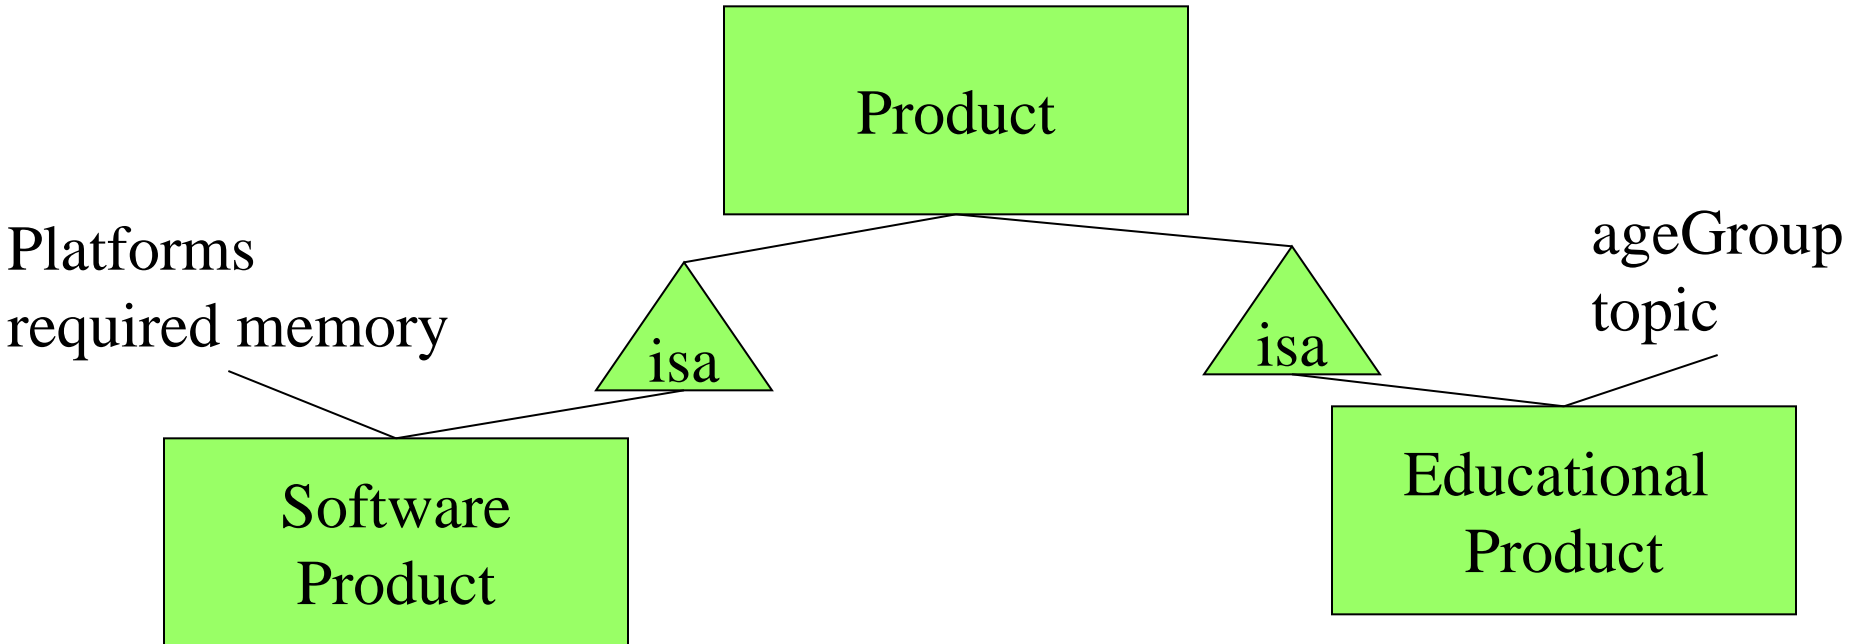 Product
Platforms
required memory
isa
isa
ageGroup
topic
Software
Product
Educational
Product